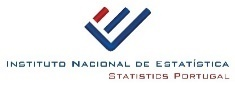 INSTITUTO NACIONAL DE ESTATÍSTICA
STATISTICS PORTUGAL